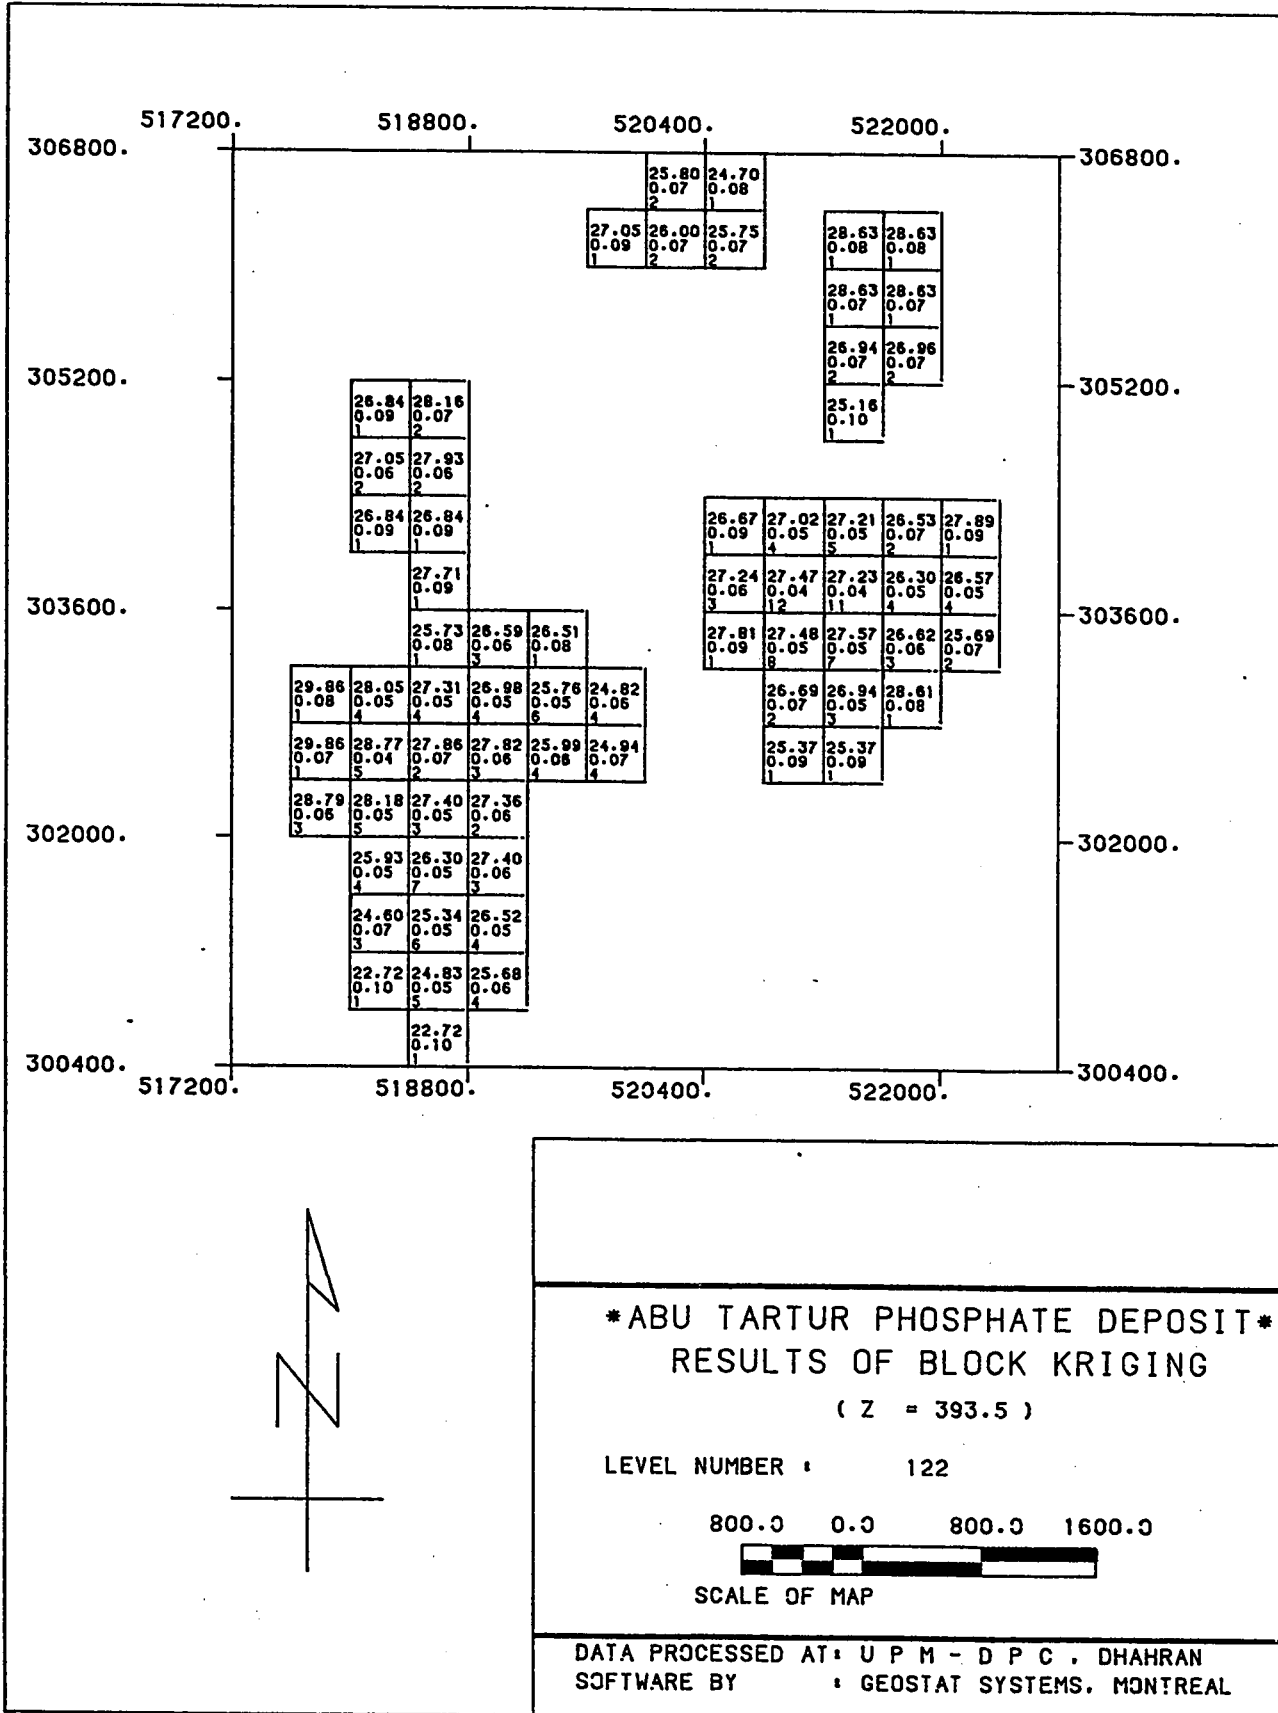 517200. 518800. 520400. 522000.
306800. 306800.
25.80 24.70
0.07 0.08
2 1
27.05 26.00 25.75
0.09 0.07 0.07
1 2 2
28.63 28.63
0.08 0.08
1 1
28.63 28.63
0.07 0.07
1 1
26.94 26.96
0.07 0.07
2 2
305200. 305200.
25.16
0.10
1
26.84 28.16
0.09 0.07
1 2
27.05 27.93
0.06 0.06
2 2
26.84 26.84
0.09 0.09
1 1
27.71
0.09
1
26.67 27.02 27.21 26.53 27.89
0.09 0.05 0.05 0.07 0.09
1 4 5 2 1
27.24 27.47 27.23 26.30 26.57
0.06 0.04 0.04 0.05 0.05
3 12 11 4 4
303600. 303600.
27.81 27.48 27.57 26.62 25.69
0.09 0.05 0.05 0.06 0.07
1 8 7 3 2
26.69 26.94 28.61
0.07 0.05 0.08
2 3 1
25.37 25.37
0.09 0.09
1 1
25.73 26.59 26.51
0.08 0.06 0.08
1 3 1
29.86 28.05 27.31 26.98 25.76 24.82
0.08 0.05 0.05 0.05 0.05 0.06
1 4 4 4 6 4
29.86 28.77 27.86 27.82 25.99 24.94
0.07 0.04 0.07 0.06 0.06 0.07
1 5 2 3 4 4
28.79 28.18 27.40 27.36
0.06 0.05 0.05 0.06
3 5 3 2
302000. 302000.
25.93 26.30 27.40
0.05 0.05 0.06
4 7 3
24.60 25.34 26.52
0.07 0.05 0.05
3 6 4
22.72 24.83 25.68
0.10 0.05 0.06
1 5 4
22.72
0.10
1
300400. 300400.
517200. 518800. 520400. 522000.
N
*ABU TARTUR PHOSPHATE DEPOSIT*
RESULTS OF BLOCK KRIGING
( Z = 393.5 )
LEVEL NUMBER : 122
800.0 0.0 800.0 1600.0
SCALE OF MAP
DATA PROCESSED AT: U P M - D P C , DHAHRAN
SOFTWARE BY : GEOSTAT SYSTEMS, MONTREAL